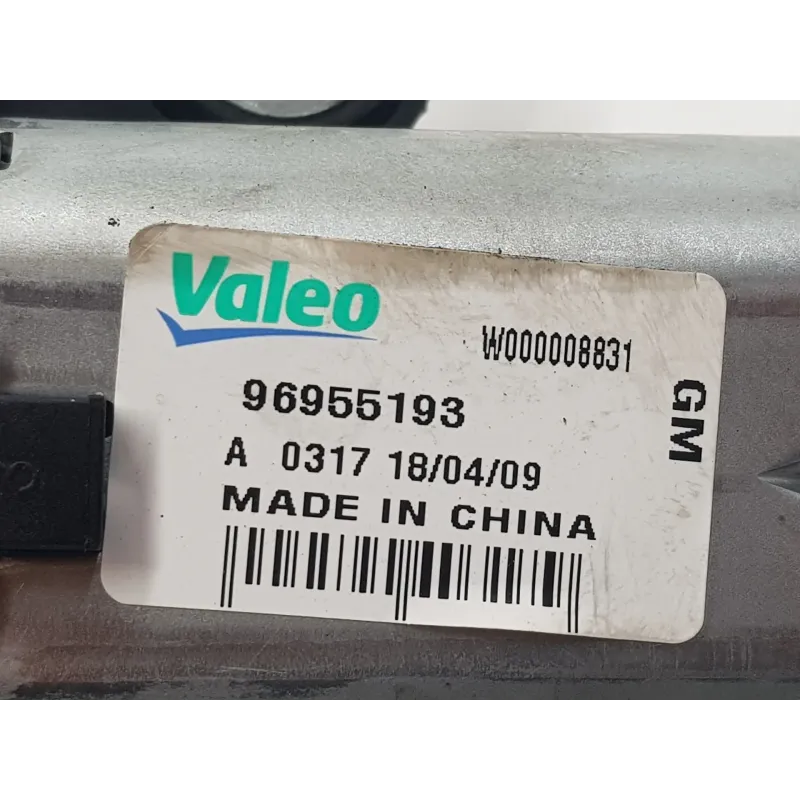 Valeo
W000008831
96955193
GM
A 0317 18/04/09
MADE IN CHINA